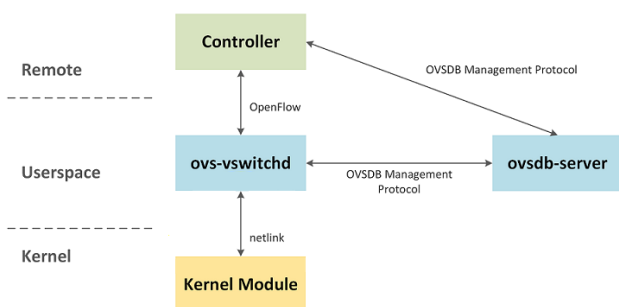 Controller
Remote
OVSDB Management Protocol
OpenFlow
Userspace
ovs-vswitchd
OVSDB Management
Protocol
ovsdb-server
netlink
Kernel
Kernel Module